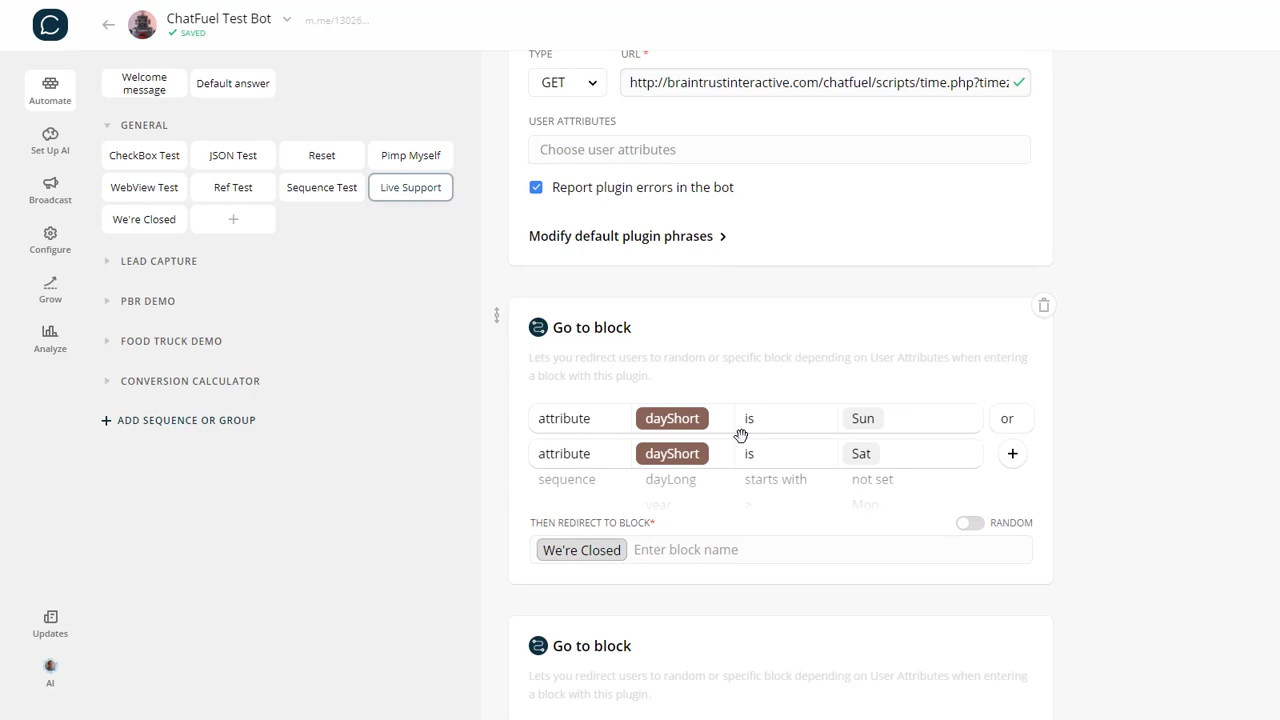 ChatFuel Test Bot
m.me/13026...
SAVED
Automate
Set Up AI
Broadcast
Configure
Grow
Analyze
Updates
AI
Welcome message
Default answer
GENERAL
CheckBox Test
JSON Test
Reset
Pimp Myself
WebView Test
Ref Test
Sequence Test
Live Support
We're Closed
+
LEAD CAPTURE
PBR DEMO
FOOD TRUCK DEMO
CONVERSION CALCULATOR
+ ADD SEQUENCE OR GROUP
TYPE URL *
GET http://braintrustinteractive.com/chatfuel/scripts/time.php?time
USER ATTRIBUTES
Choose user attributes
Report plugin errors in the bot
Modify default plugin phrases >
Go to block
Lets you redirect users to random or specific block depending on User Attributes when entering
a block with this plugin.
attribute dayShort is Sun or
attribute dayShort is Sat +
sequence dayLong starts with not set
year > Mon
THEN REDIRECT TO BLOCK* RANDOM
We're Closed Enter block name
Go to block
Lets you redirect users to random or specific block depending on User Attributes when entering
a block with this plugin.